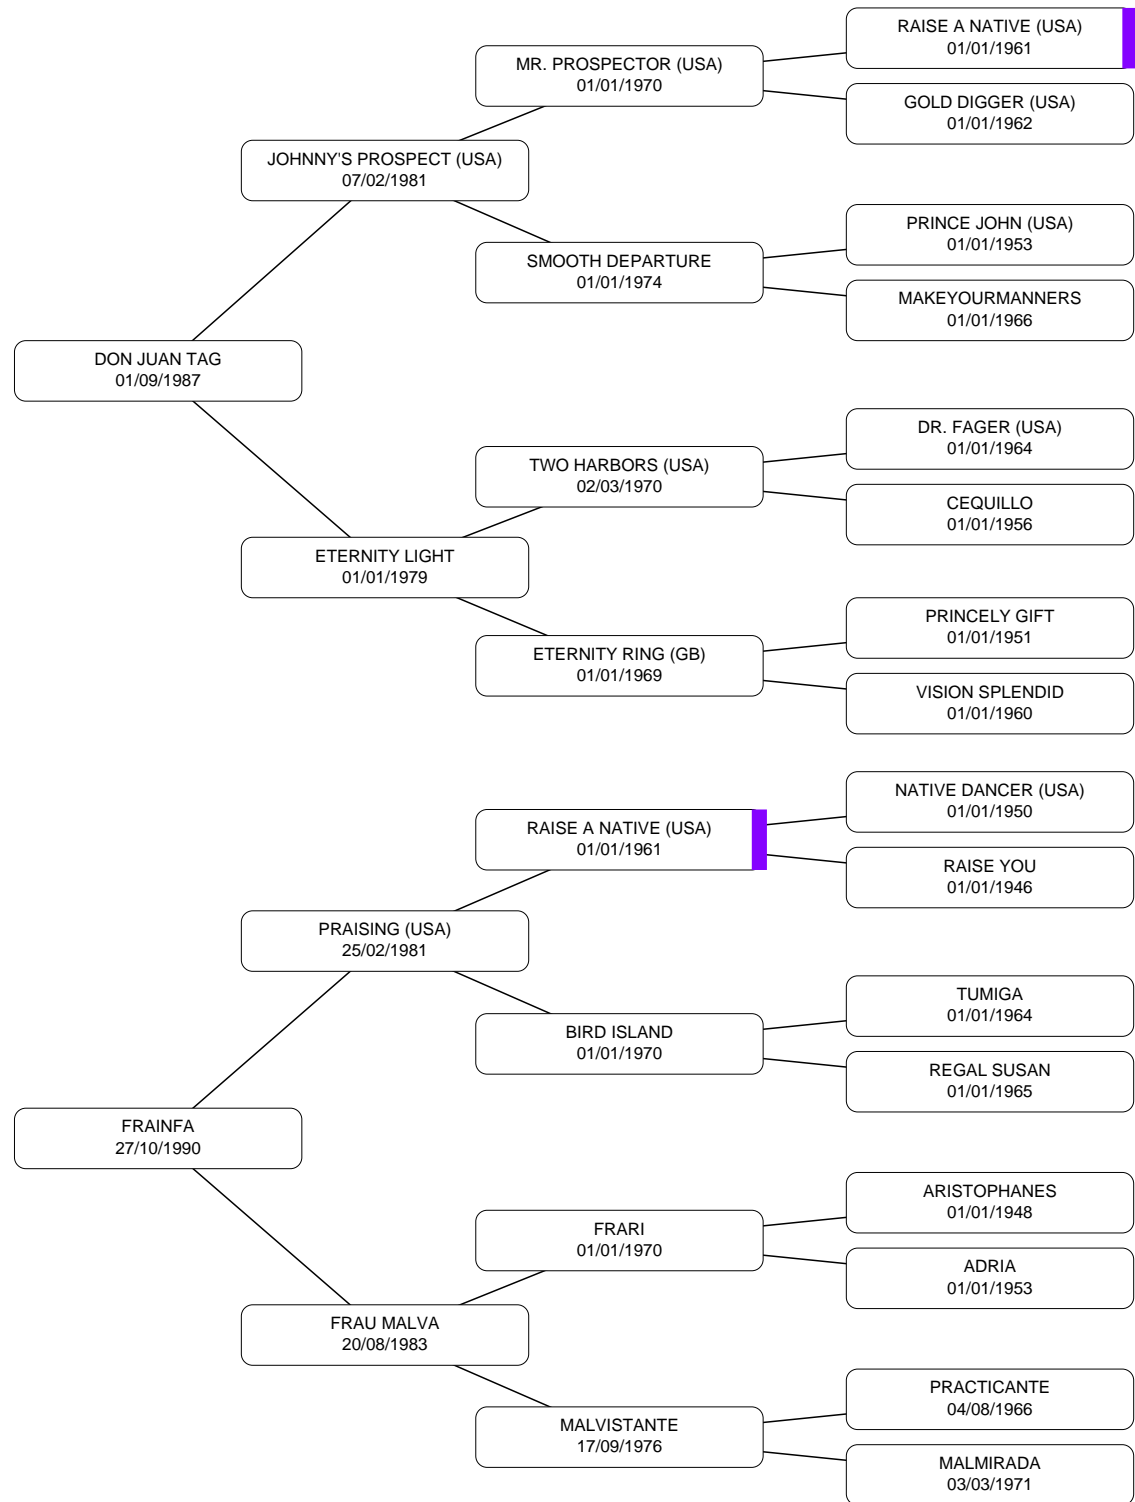 RAISE A NATIVE (USA)
01/01/1961
MR. PROSPECTOR (USA)
01/01/1970
GOLD DIGGER (USA)
01/01/1962
JOHNNY'S PROSPECT (USA)
07/02/1981
PRINCE JOHN (USA)
01/01/1953
SMOOTH DEPARTURE
01/01/1974
MAKEYOURMANNERS
01/01/1966
DON JUAN TAG
01/09/1987
DR. FAGER (USA)
01/01/1964
TWO HARBORS (USA)
02/03/1970
CEQUILLO
01/01/1956
ETERNITY LIGHT
01/01/1979
PRINCELY GIFT
01/01/1951
ETERNITY RING (GB)
01/01/1969
VISION SPLENDID
01/01/1960
NATIVE DANCER (USA)
01/01/1950
RAISE A NATIVE (USA)
01/01/1961
RAISE YOU
01/01/1946
PRAISING (USA)
25/02/1981
TUMIGA
01/01/1964
BIRD ISLAND
01/01/1970
REGAL SUSAN
01/01/1965
FRAINFA
27/10/1990
ARISTOPHANES
01/01/1948
FRARI
01/01/1970
ADRIA
01/01/1953
FRAU MALVA
20/08/1983
PRACTICANTE
04/08/1966
MALVISTANTE
17/09/1976
MALMIRADA
03/03/1971